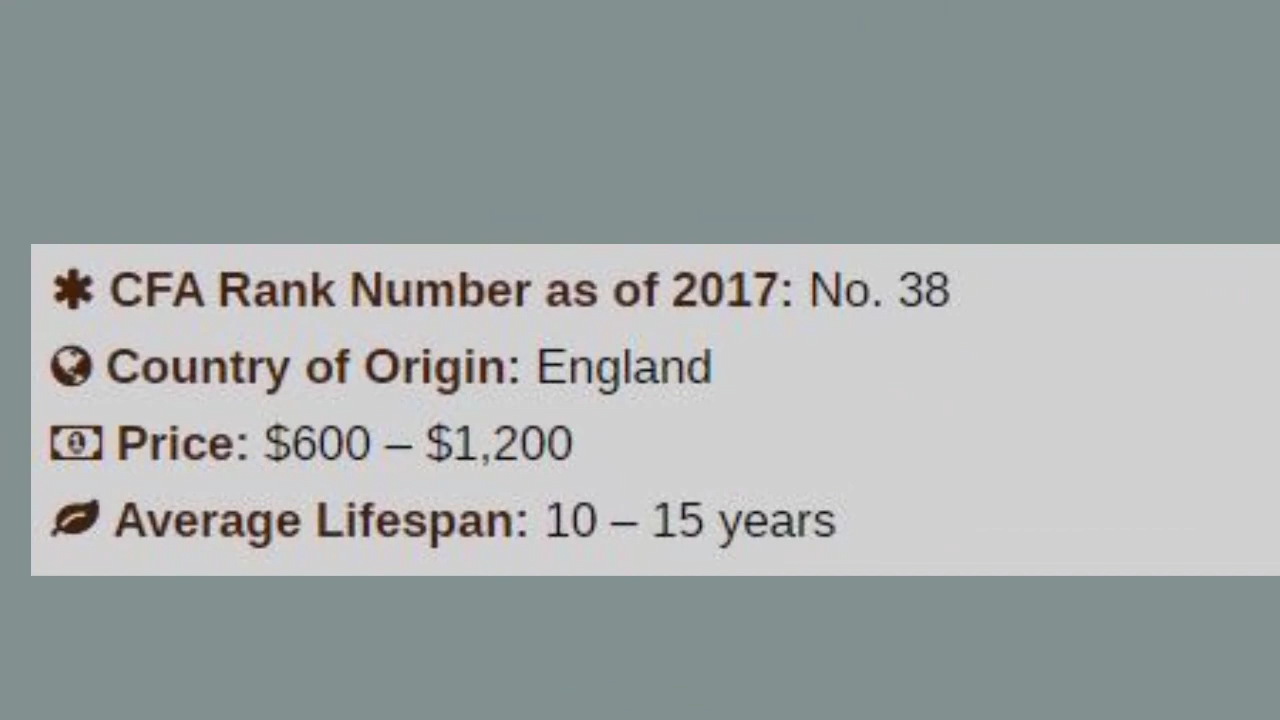 CFA Rank Number as of 2017: No. 38
Country of Origin: England
Price: $600 – $1,200
Average Lifespan: 10 – 15 years